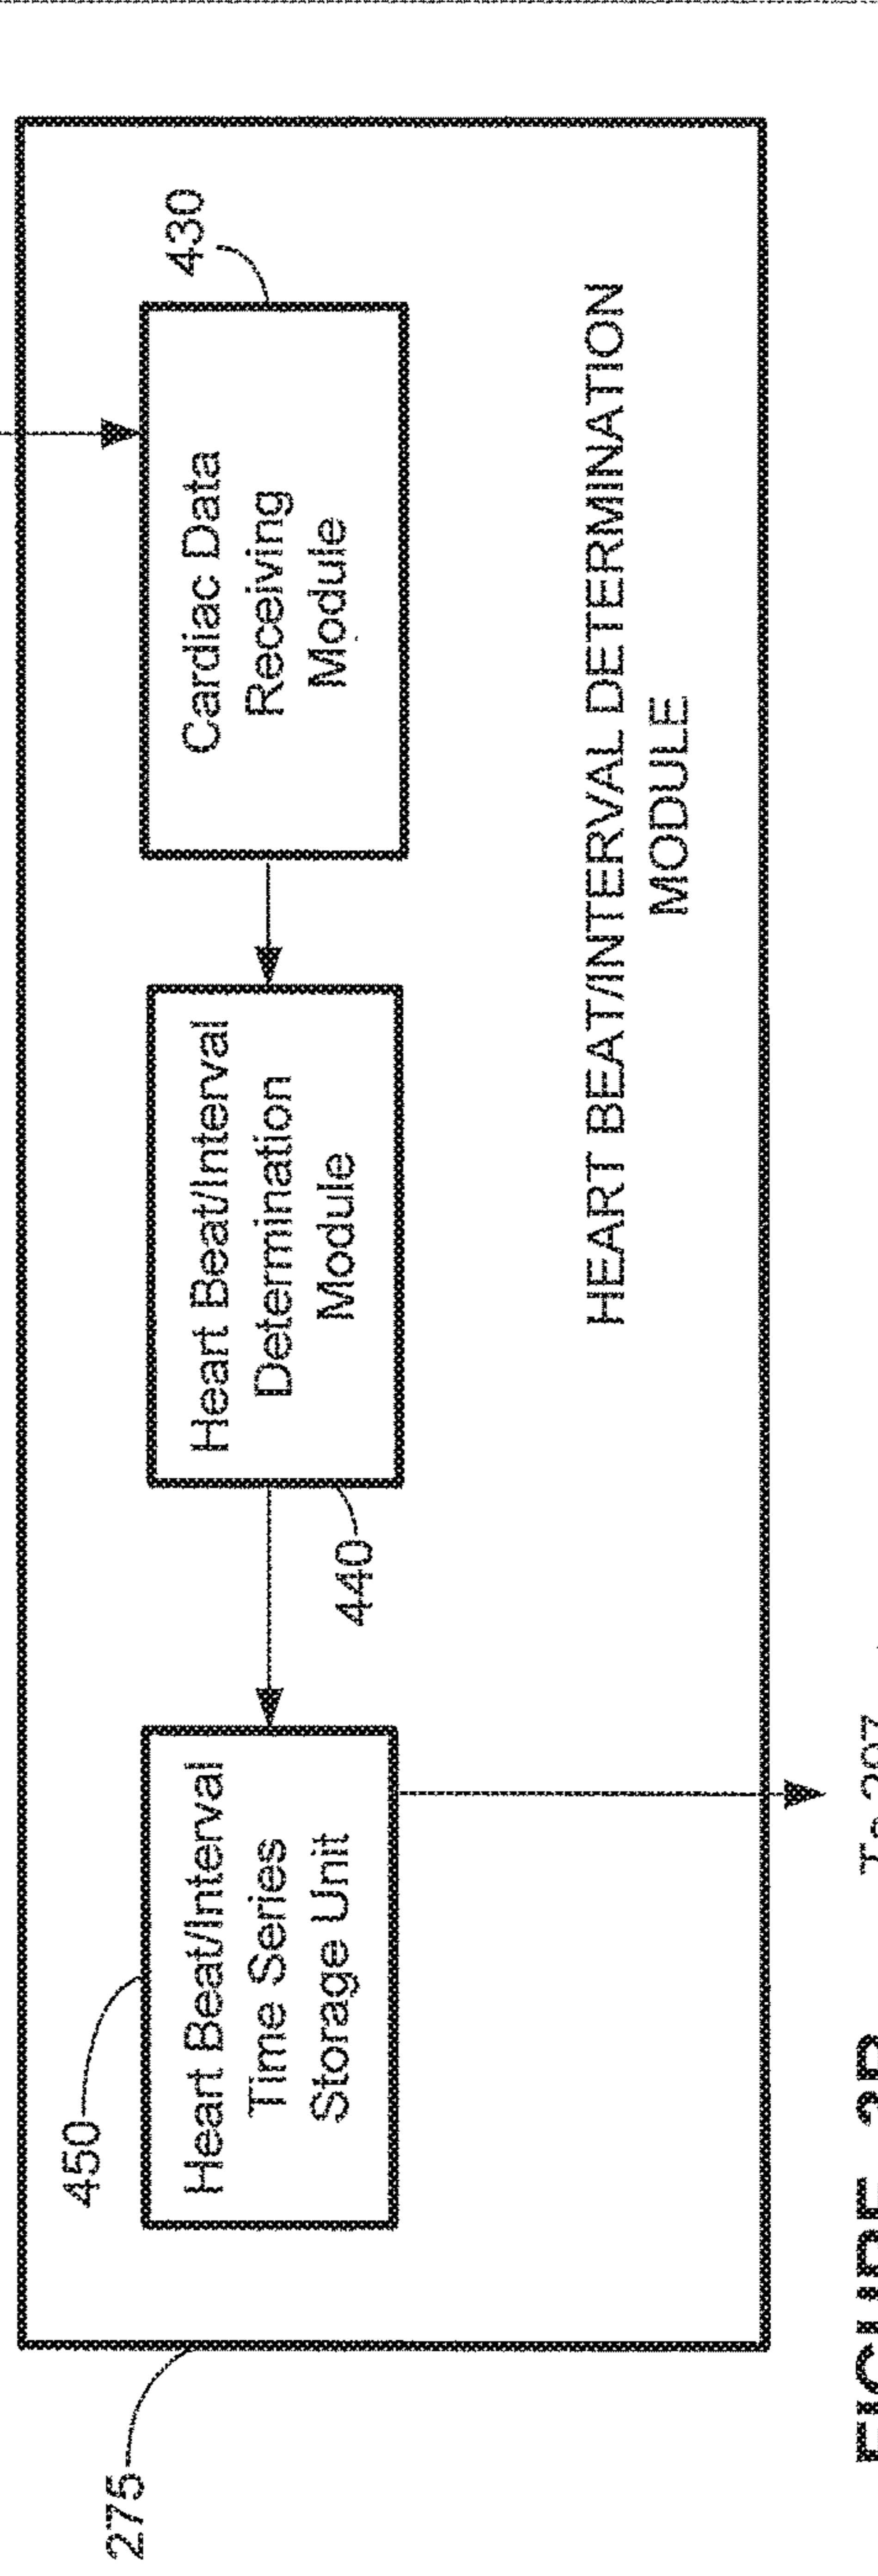 275
450
Heart Beat/Interval
Time Series
Storage Unit
440
Heart Beat/Interval
Determination
Module
430
Cardiac Data
Receiving
Module
HEART BEAT/INTERVAL DETERMINATION
MODULE